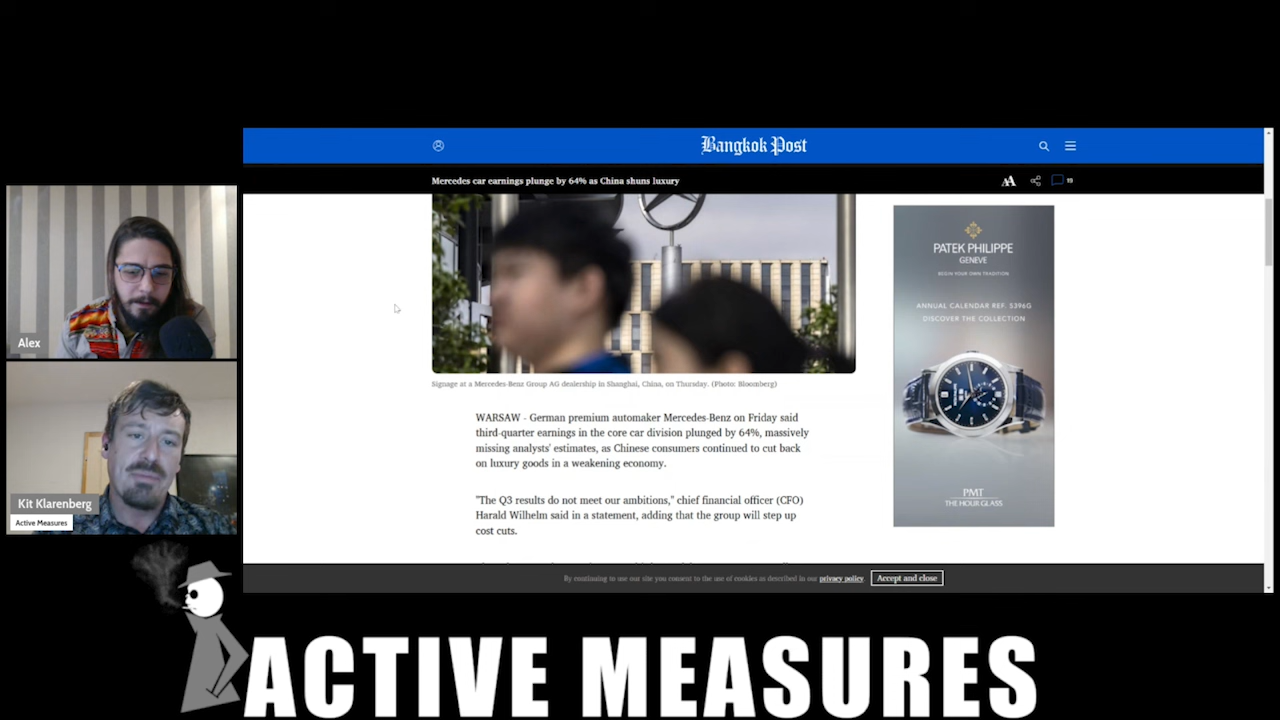 Bangkok Post
Mercedes car earnings plunge by 64% as China shuns luxury
AA
19
Signage at a Mercedes-Benz Group AG dealership in Shanghai, China, on Thursday. (Photo: Bloomberg)
WARSAW - German premium automaker Mercedes-Benz on Friday said
third-quarter earnings in the core car division plunged by 64%, massively
missing analysts' estimates, as Chinese consumers continued to cut back
on luxury goods in a weakening economy.
"The Q3 results do not meet our ambitions," chief financial officer (CFO)
Harald Wilhelm said in a statement, adding that the group will step up
cost cuts.
PATEK PHILIPPE
GENEVE
BEGIN YOUR OWN TRADITION
ANNUAL CALENDAR REF. 5396G
DISCOVER THE COLLECTION
PMT
THE HOUR GLASS
By continuing to use our site you consent to the use of cookies as described in our privacy policy
Accept and close
Alex
Kit Klarenberg
Active Measures
ACTIVE MEASURES